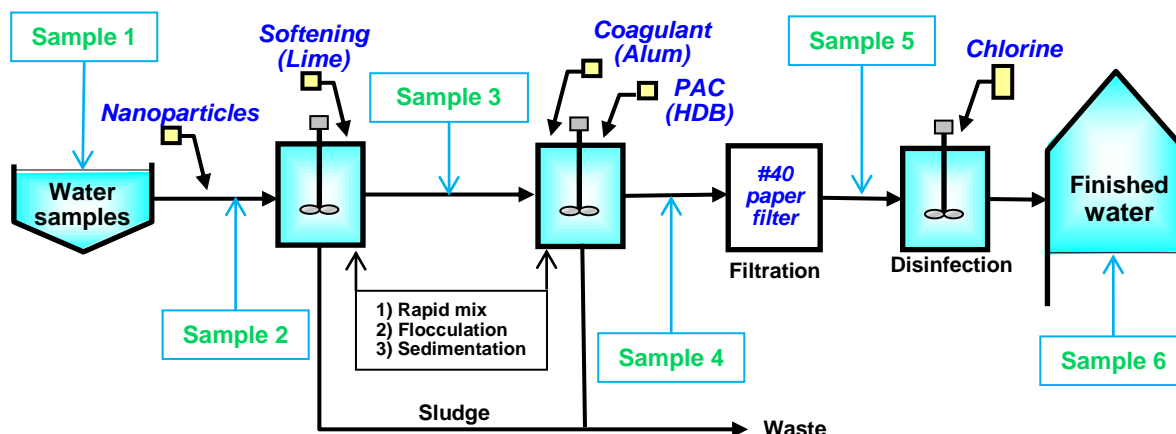 Sample 1
Softening
(Lime)
Coagulant
(Alum)
Sample 5
Chlorine
Nanoparticles
Sample 3
PAC
(HDB)
Water
samples
#40
paper
filter
Finished
water
Filtration
Disinfection
Sample 2
1) Rapid mix
2) Flocculation
3) Sedimentation
Sample 4
Sample 6
Sludge
Waste